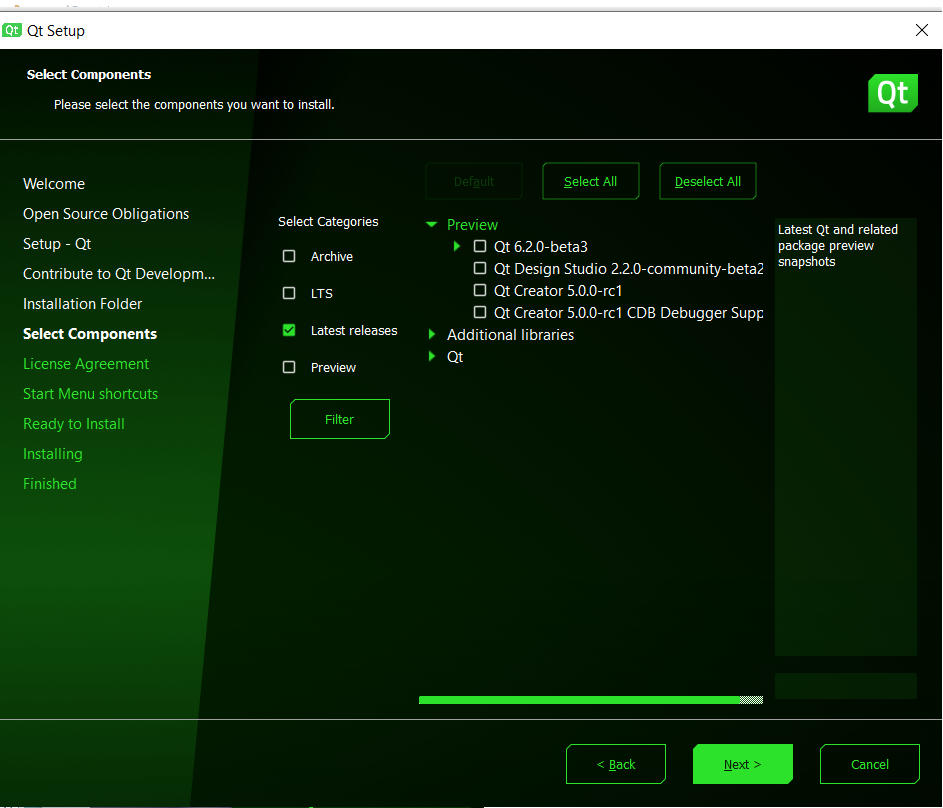 Qt Qt Setup
Select Components
Please select the components you want to install.
Qt
Welcome
Open Source Obligations
Setup - Qt
Contribute to Qt Developm...
Installation Folder
Select Components
License Agreement
Start Menu shortcuts
Ready to Install
Installing
Finished
Select Categories
Archive
LTS
Latest releases
Preview
Filter
Default
Select All
Deselect All
Preview
Qt 6.2.0-beta3
Qt Design Studio 2.2.0-community-beta2
Qt Creator 5.0.0-rc1
Qt Creator 5.0.0-rc1 CDB Debugger Supp
Additional libraries
Qt
Latest Qt and related
package preview
snapshots
< Back
Next >
Cancel